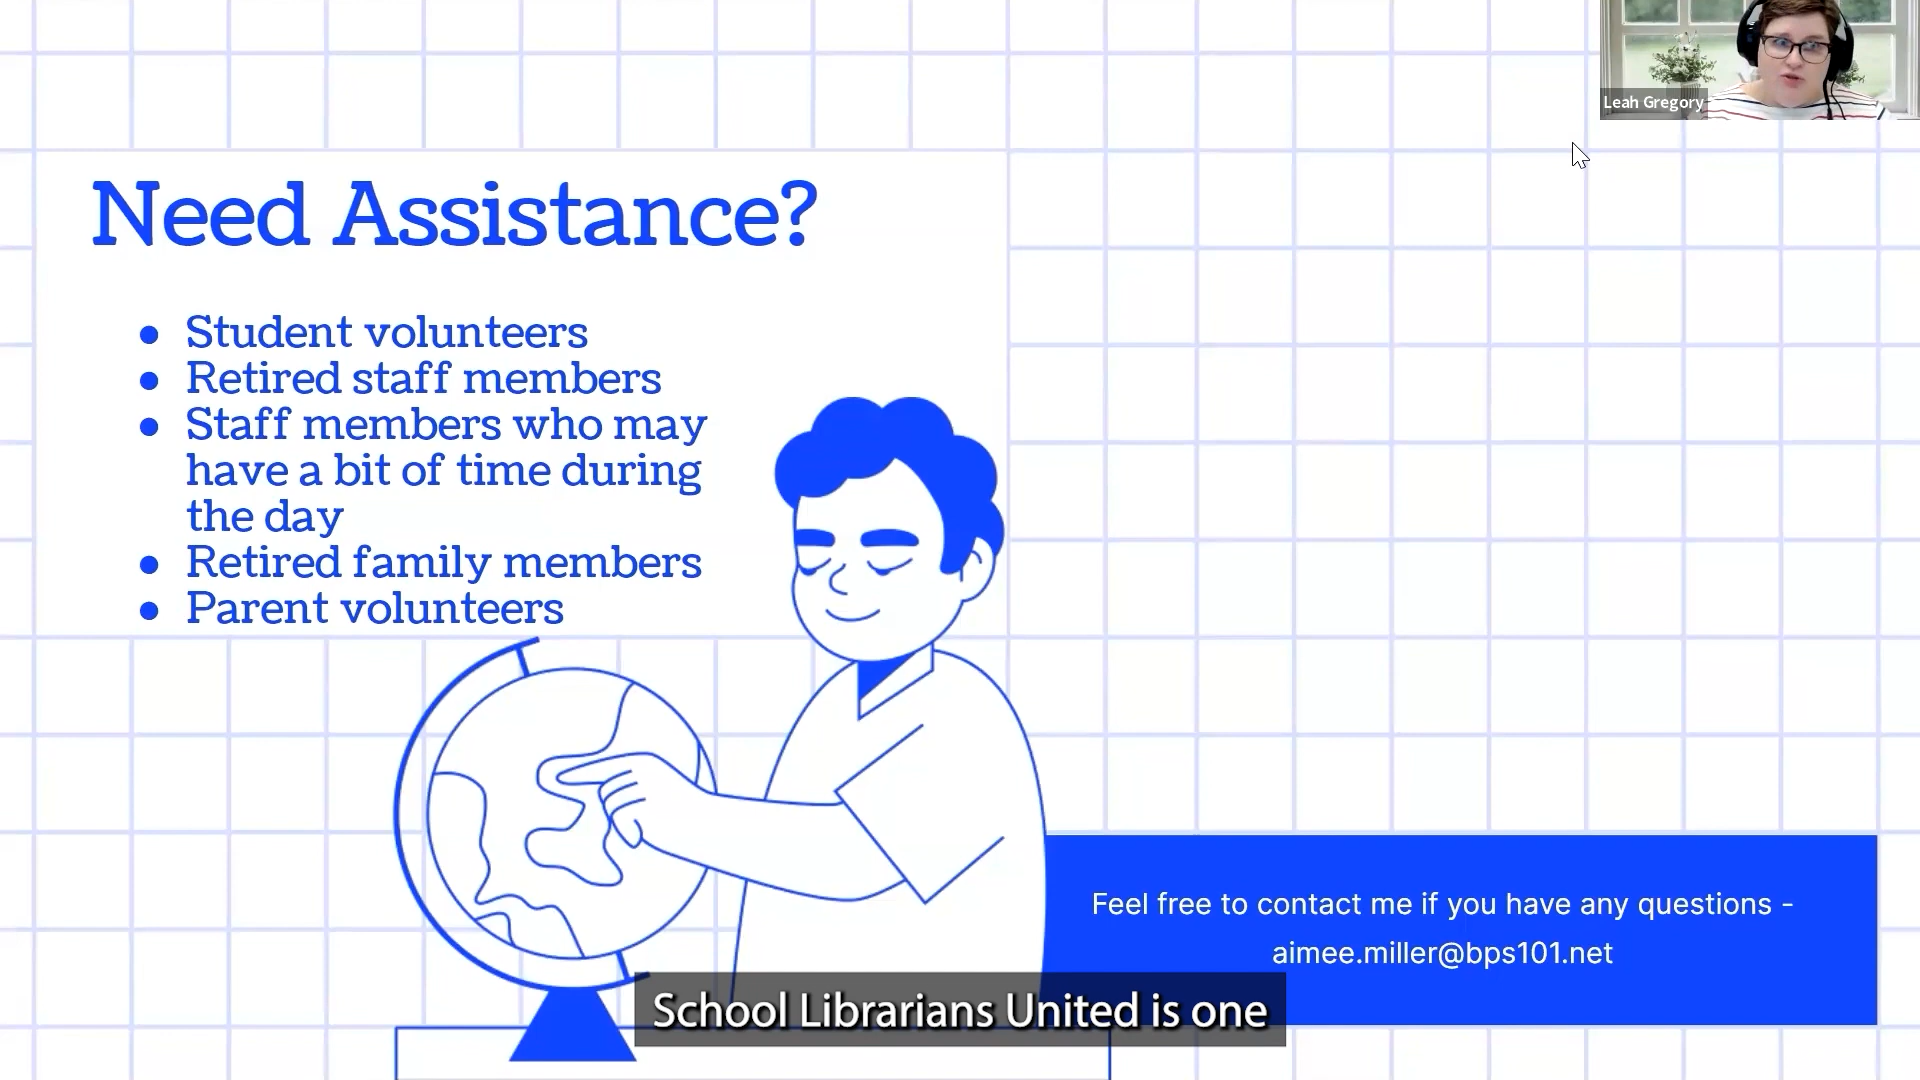 Leah Gregory
Need Assistance?
● Student volunteers
● Retired staff members
● Staff members who may
have a bit of time during
the day
● Retired family members
● Parent volunteers
Feel free to contact me if you have any questions -
aimee.miller@bps101.net
School Librarians United is one